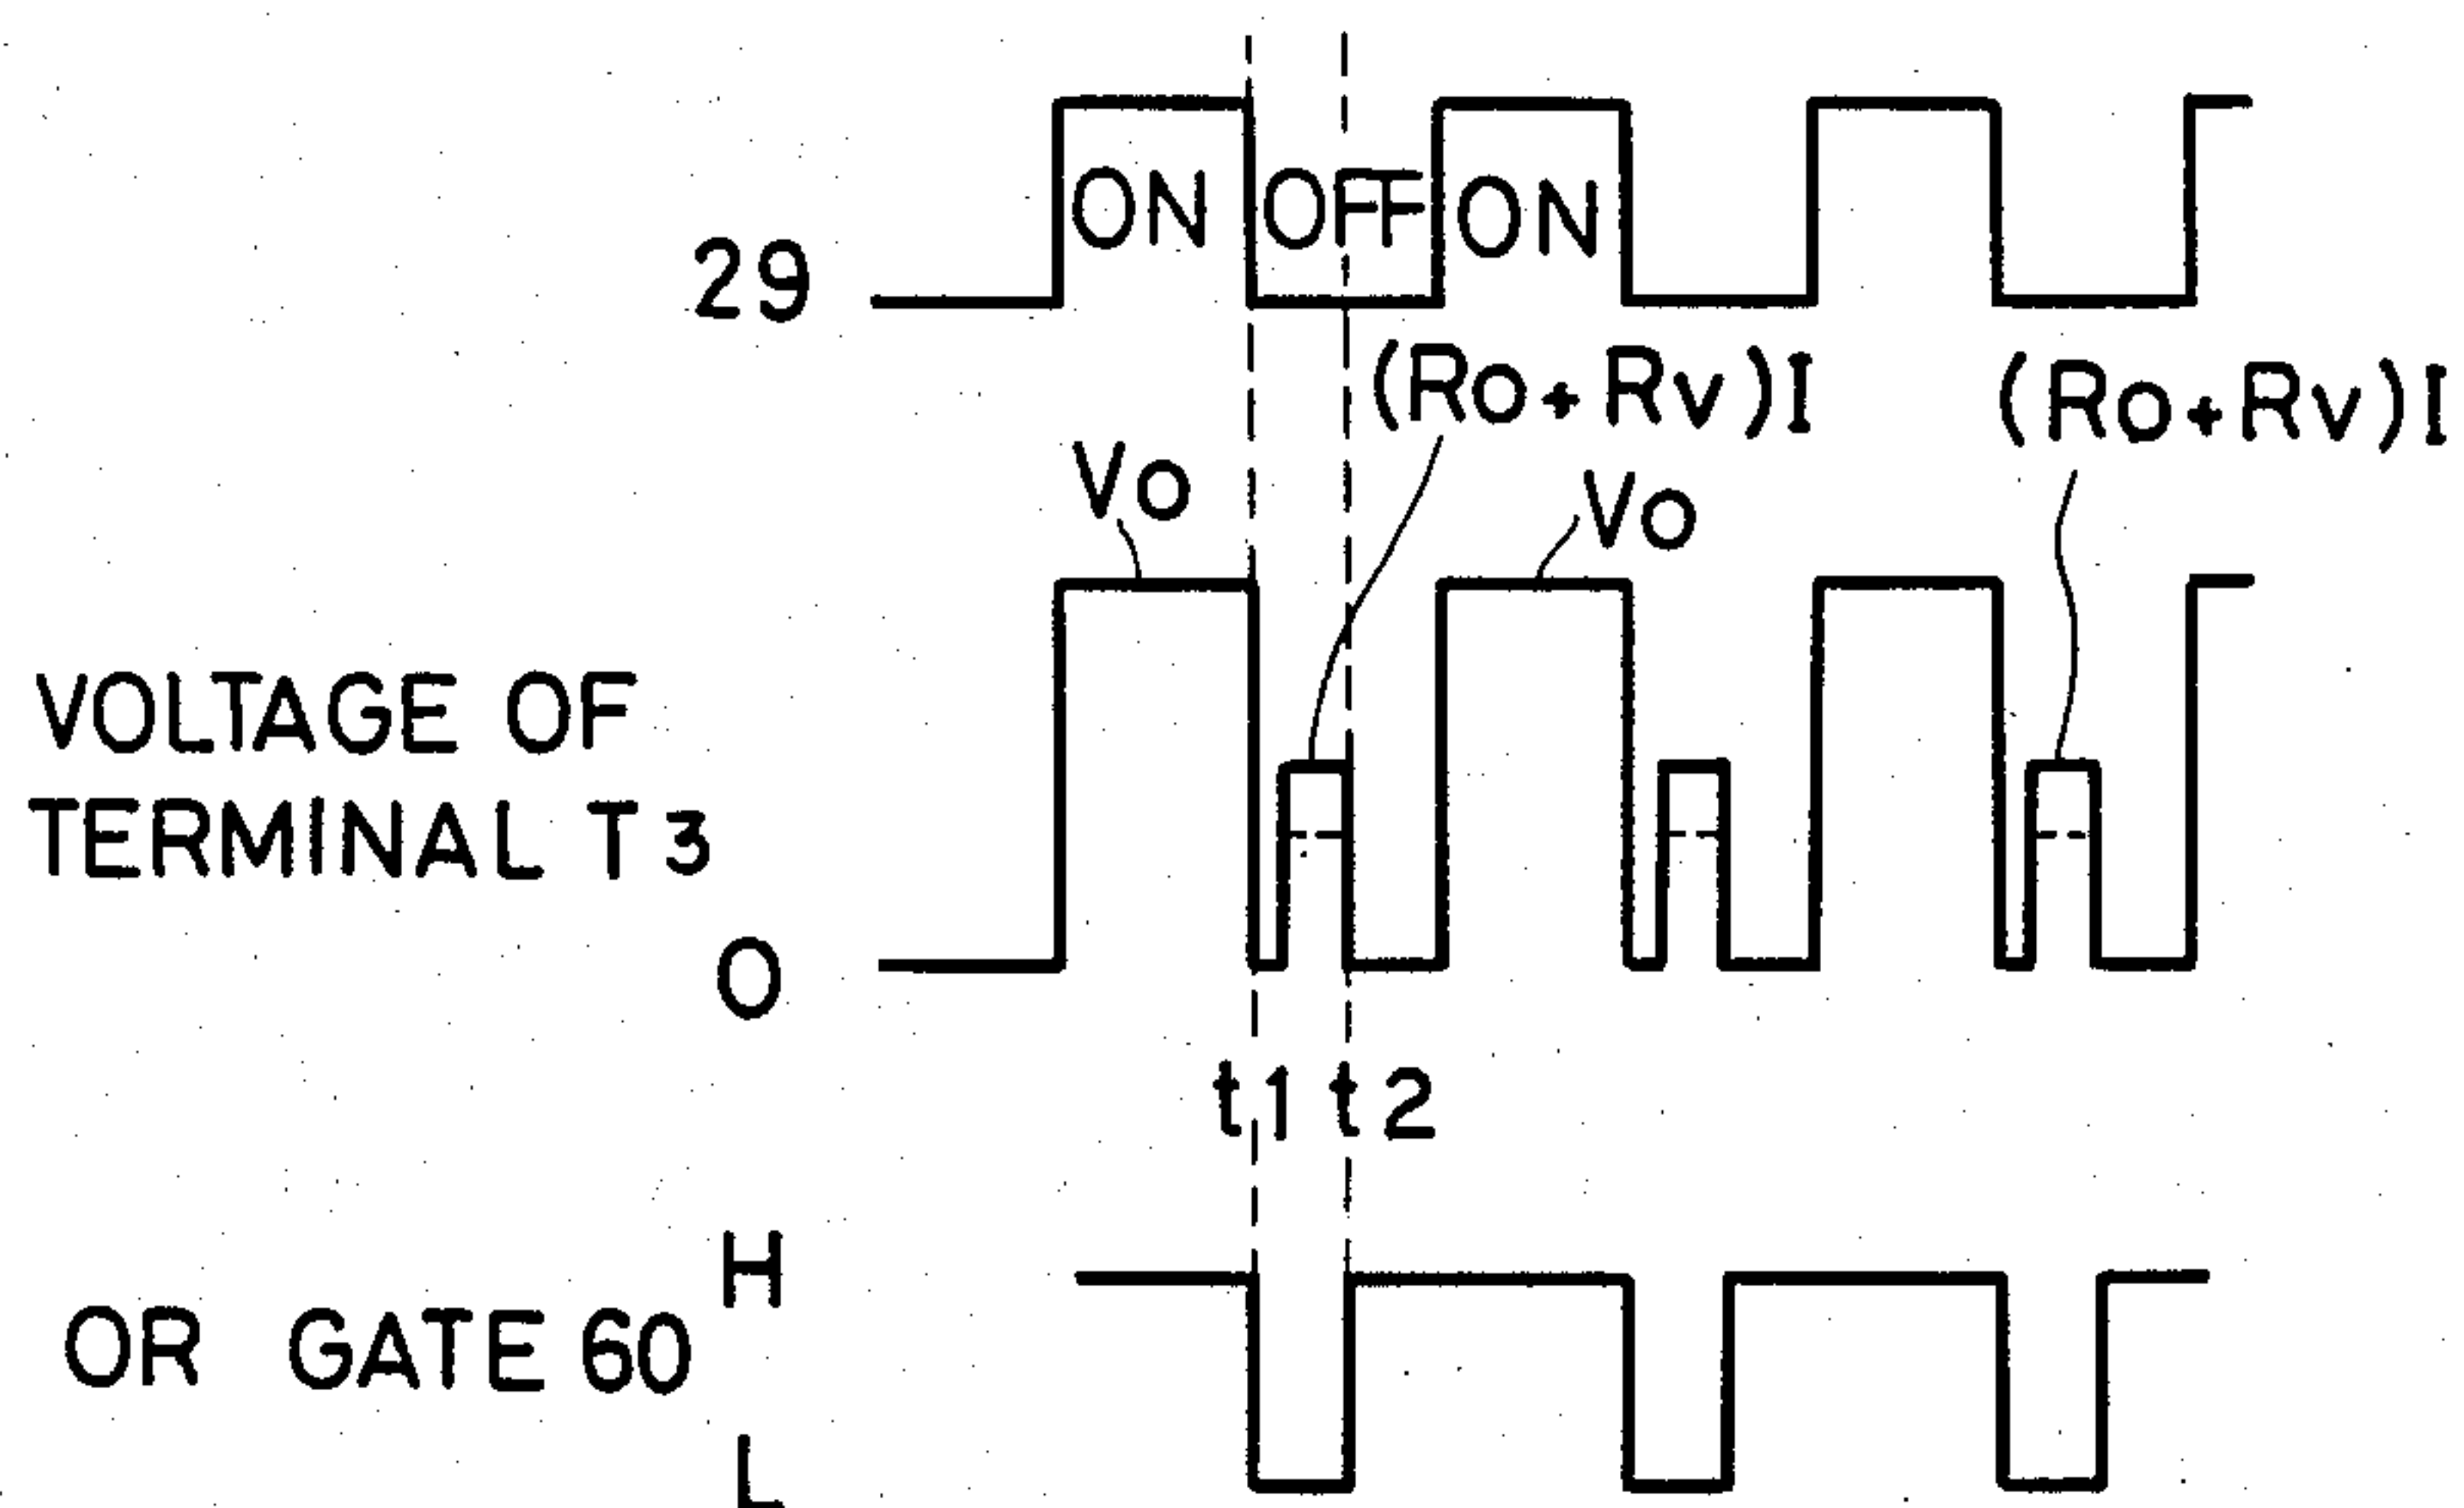 ON OFF ON
29
(Ro+Rv)I (Ro+Rv)I
Vo Vo
VOLTAGE OF
TERMINAL T3
O
t1 t2
H
OR GATE 60
L